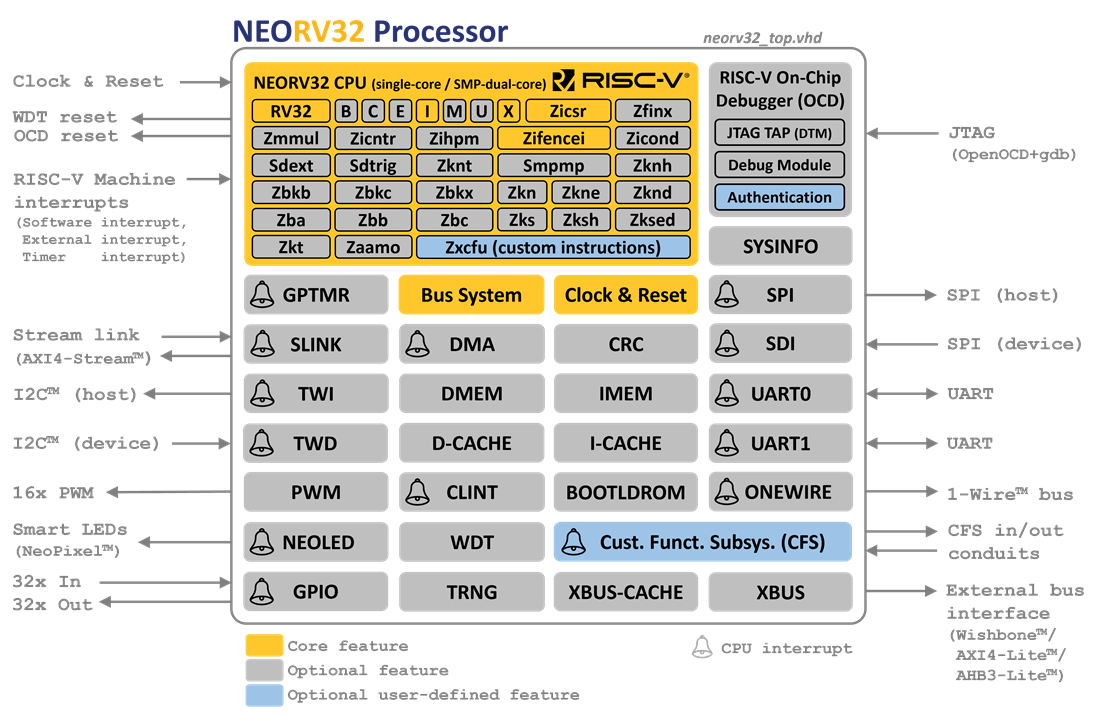 NEORV32 Processor
neorv32_top.vhd
NEORV32 CPU (single-core / SMP-dual-core) RISC-V®
RV32 B C E I M U X Zicsr Zfinx
Zmmul Zicntr Zihpm Zifencei Zicond
Sdext Sdtrig Zknt Smpmp Zknh
Zbkb Zbkc Zbkx Zkn Zkne Zknd
Zba Zbb Zbc Zks Zksh Zksed
Zkt Zaamo Zxcfu (custom instructions)
RISC-V On-Chip
Debugger (OCD)
JTAG TAP (DTM)
Debug Module
Authentication
SYSINFO
GPTMR Bus System Clock & Reset SPI
SLINK DMA CRC SDI
TWI DMEM IMEM UART0
TWD D-CACHE I-CACHE UART1
PWM CLINT BOOTLDROM ONEWIRE
NEOLED WDT Cust. Funct. Subsys. (CFS)
GPIO TRNG XBUS-CACHE XBUS
Clock & Reset
WDT reset
OCD reset
RISC-V Machine
interrupts
(Software interrupt,
External interrupt,
Timer interrupt)
Stream link
(AXI4-Stream™)
I2C™ (host)
I2C™ (device)
16x PWM
Smart LEDs
(NeoPixel™)
32x In
32x Out
JTAG
(OpenOCD+gdb)
SPI (host)
SPI (device)
UART
UART
1-Wire™ bus
CFS in/out
conduits
External bus
interface
(Wishbone™/
AXI4-Lite™/
AHB3-Lite™)
Core feature
Optional feature
Optional user-defined feature
CPU interrupt